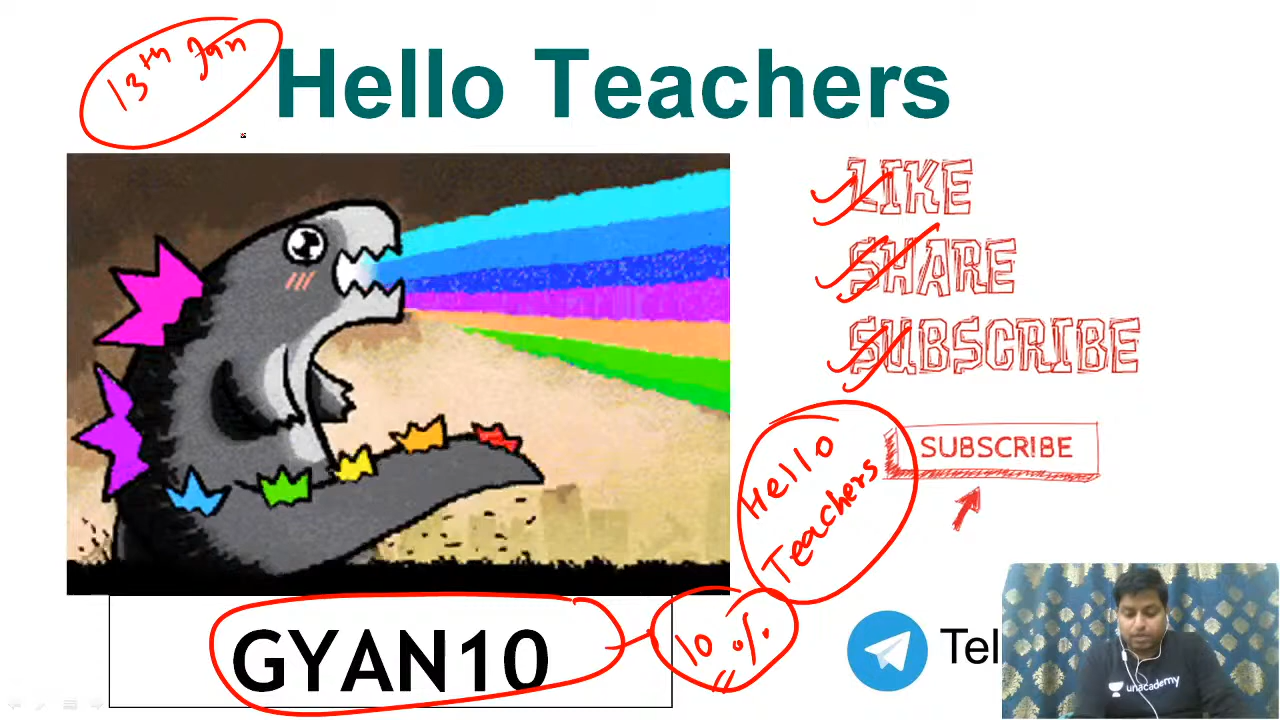 13th Jan
Hello Teachers
LIKE
SHARE
SUBSCRIBE
SUBSCRIBE
Hello
Teachers
GYAN10
10%
Tel
unacademy